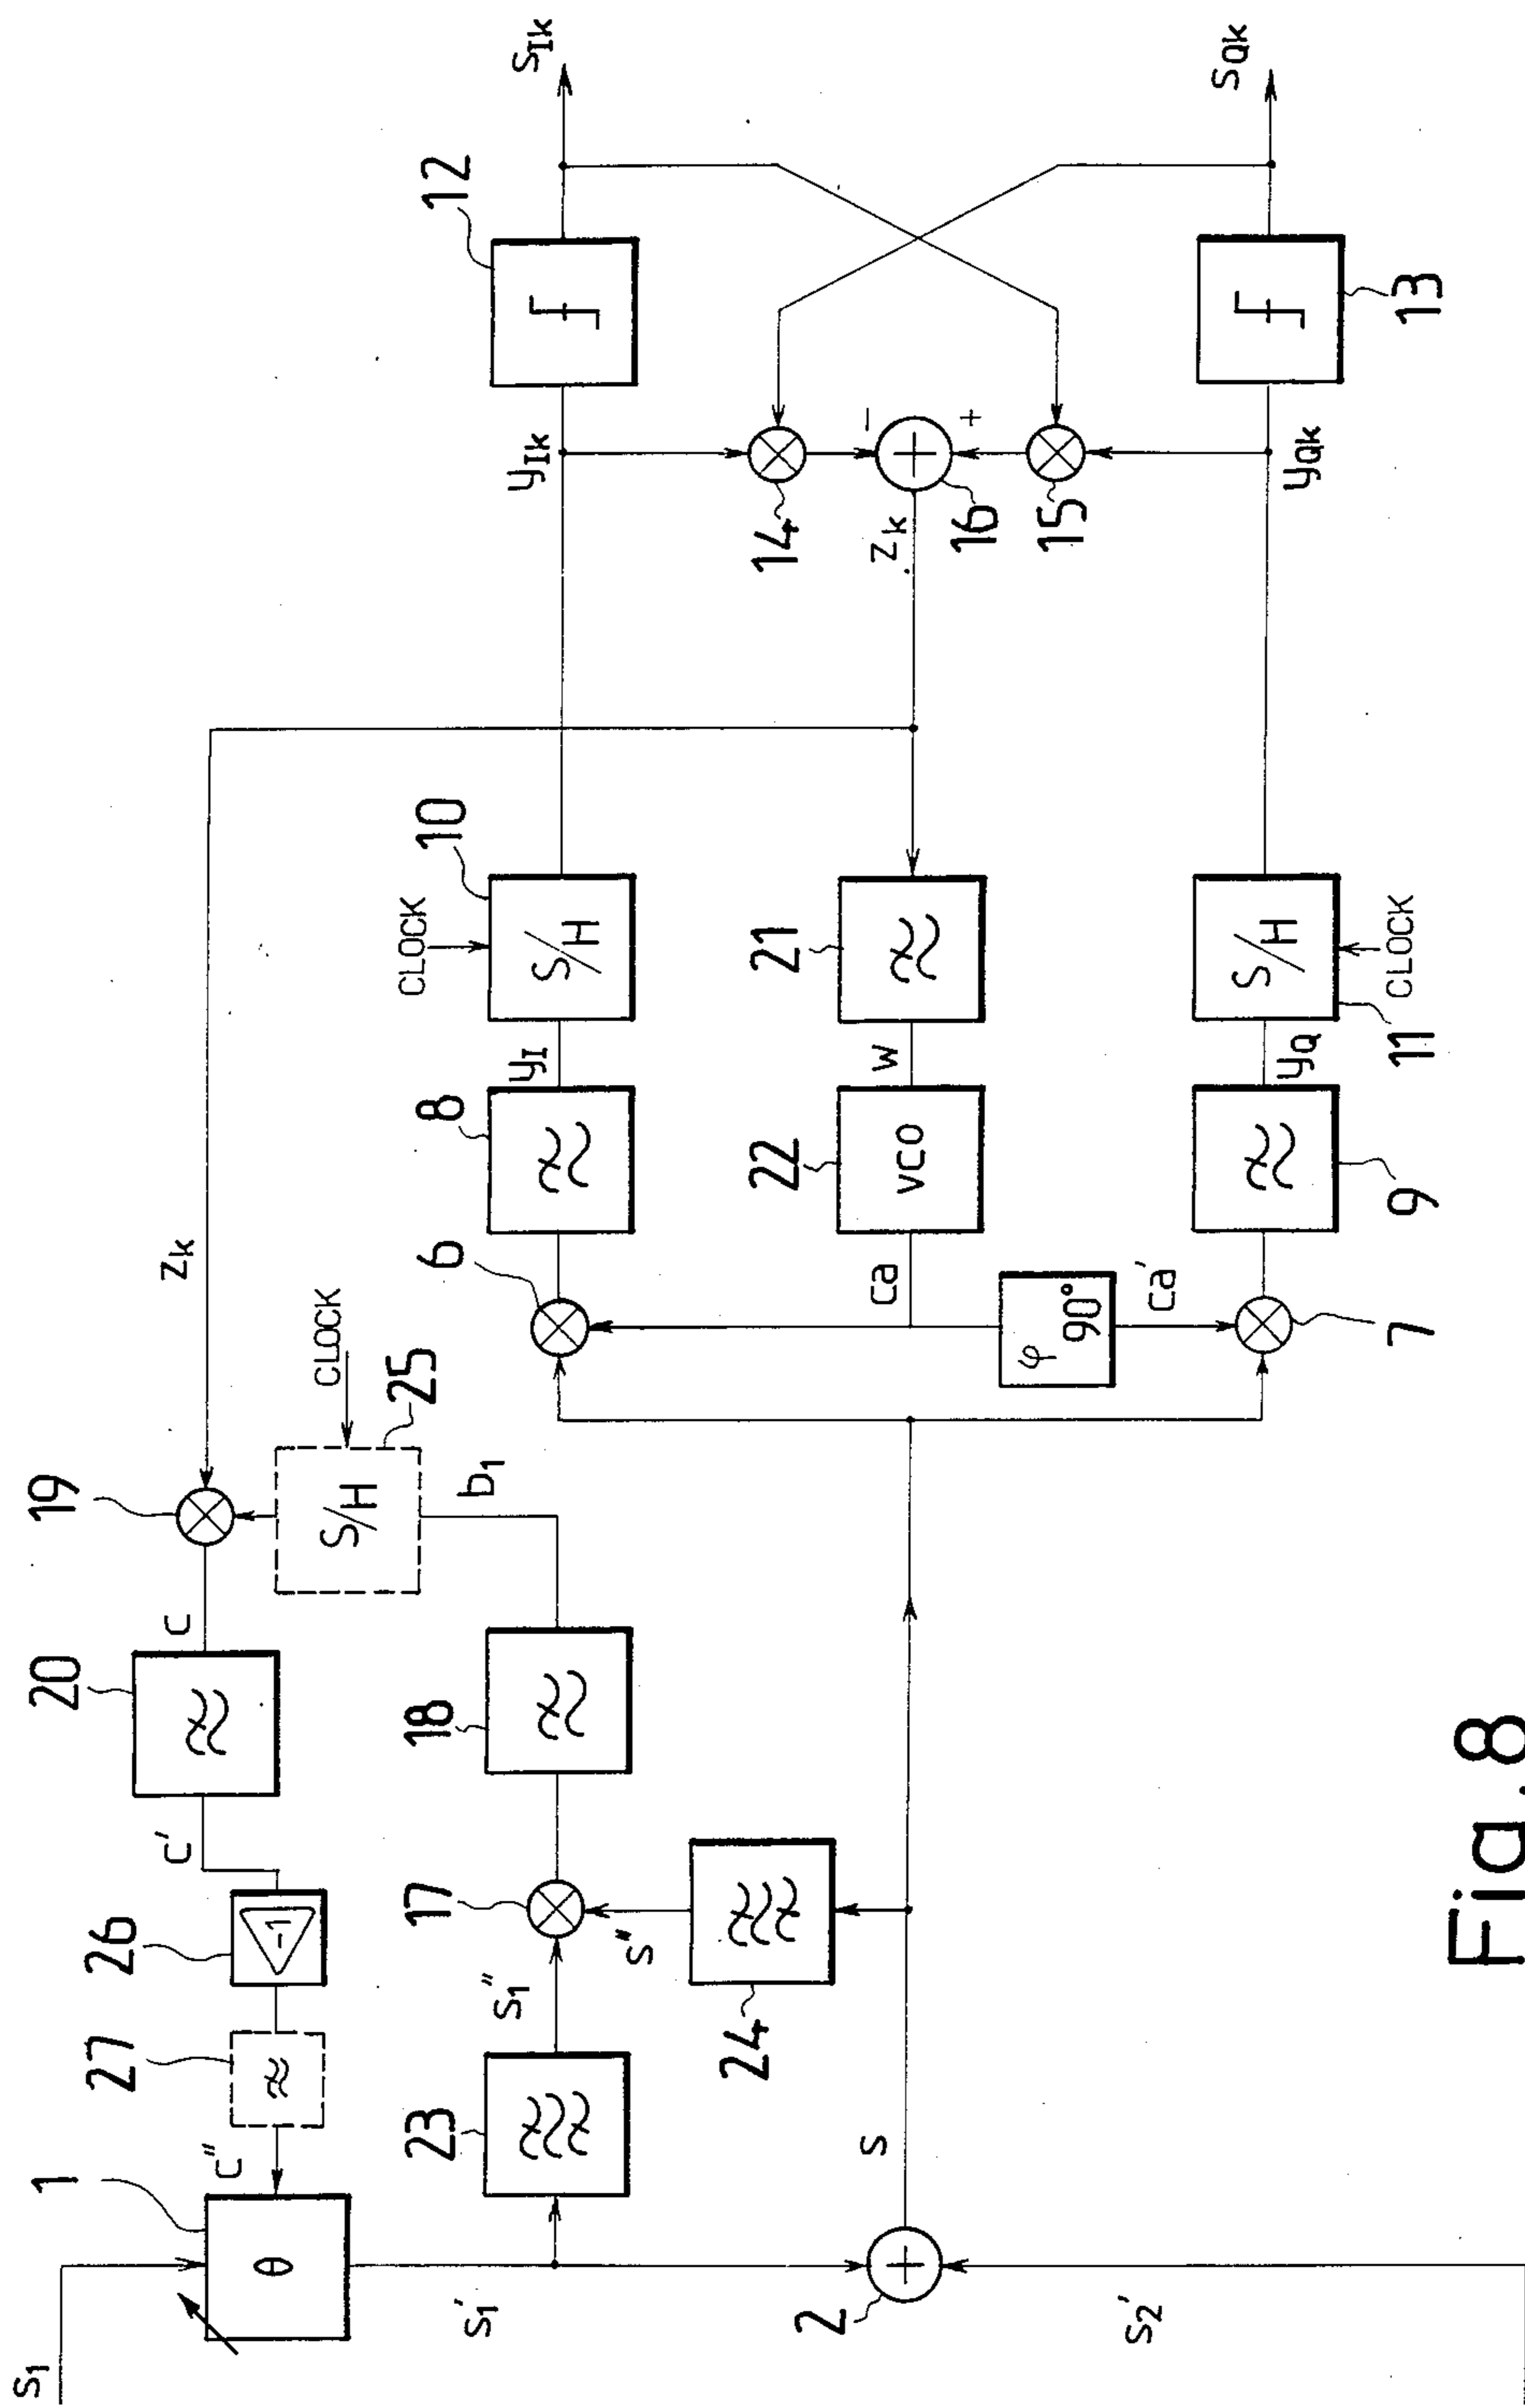 s1
1
θ
c"
27
26
-1
c'
20
c
19
zk
CLOCK
25
S/H
b1
s1'
23
s1"
17
18
s"
24
2
s
s2'
6
8
yI
10
CLOCK
S/H
yIk
12
sIk
ca
22
VCO
w
21
zk
14
-
16
+
15
φ
90°
ca'
7
9
yQ
11
S/H
CLOCK
yQk
13
sQk
Fig.8